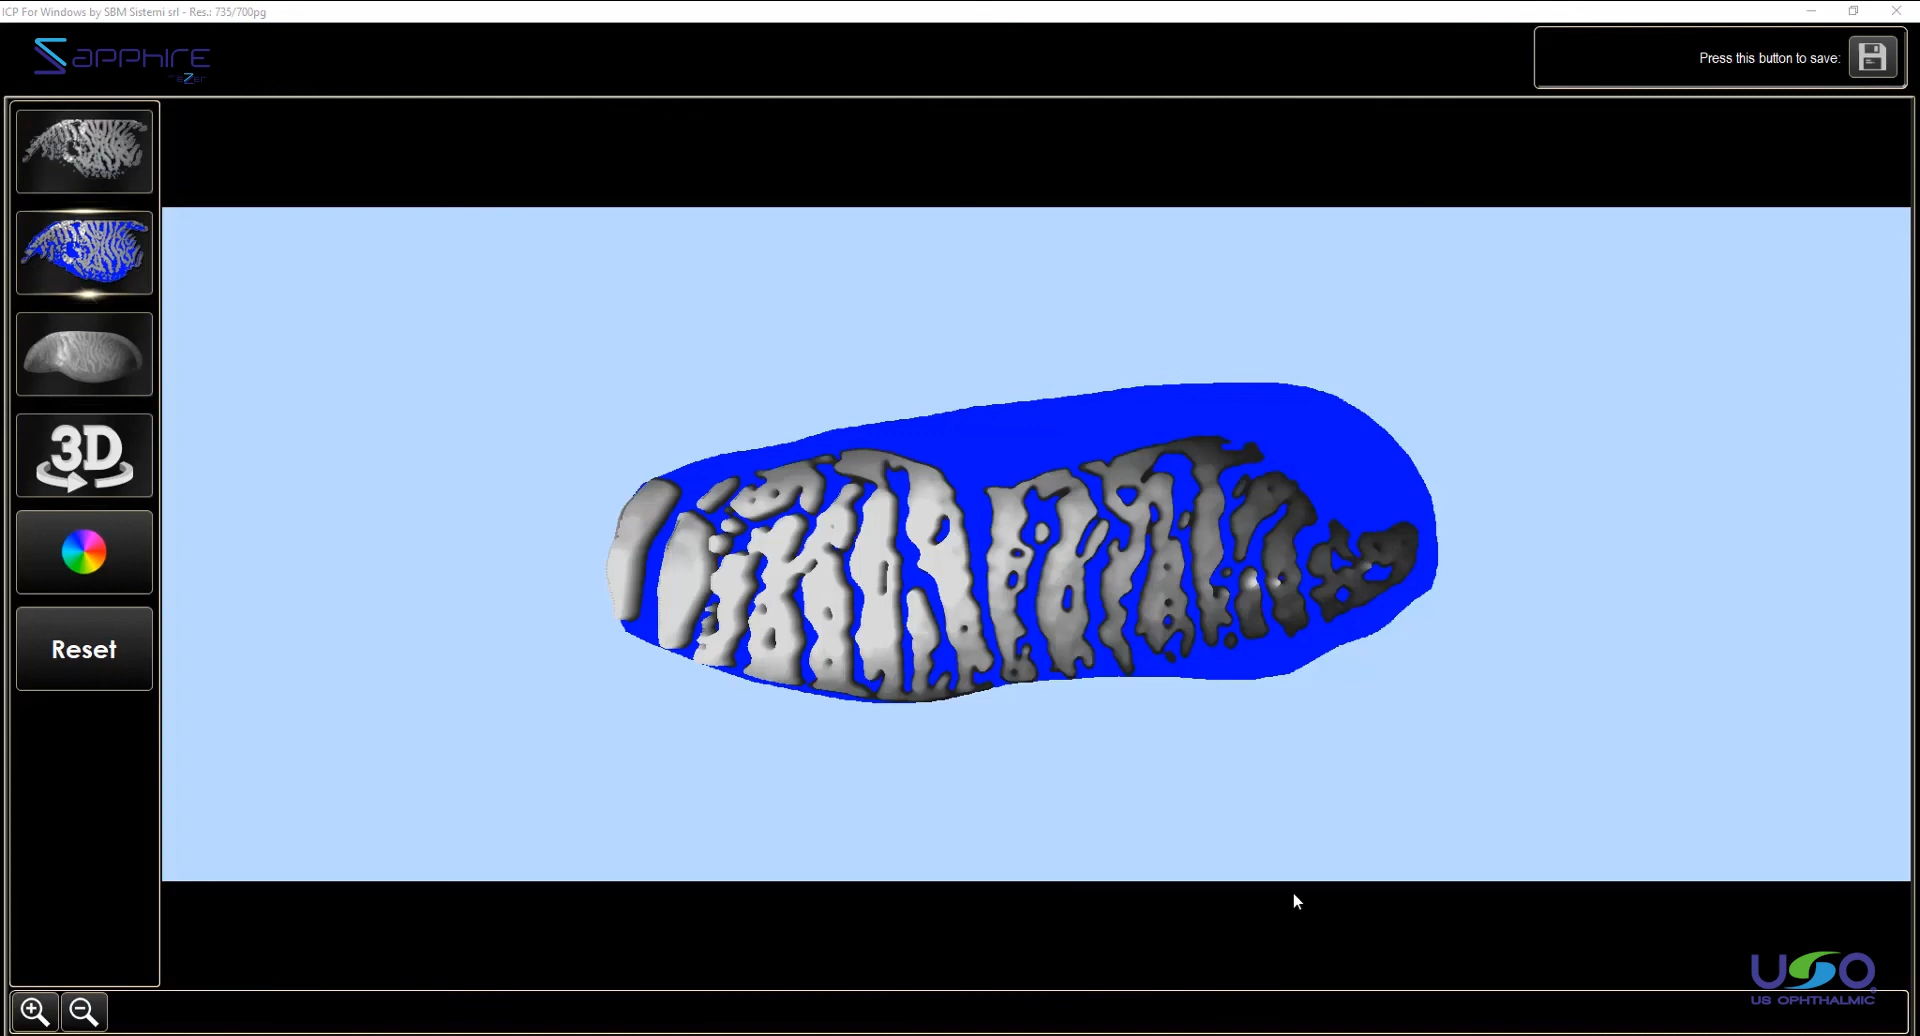 ICP For Windows by SBM Sistemi srl - Res.: 735/700pg
SAPPHIRE
eZer
Press this button to save:
3D
Reset
USO
US OPHTHALMIC